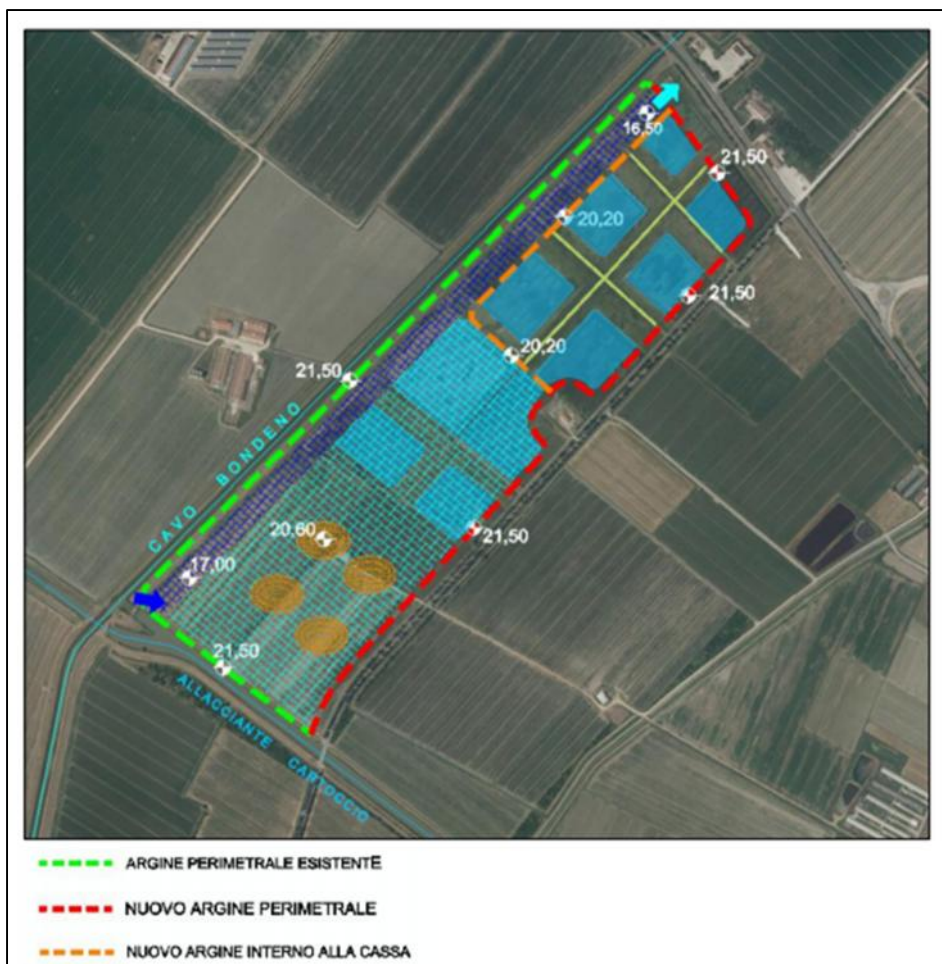 16,50
21,50
20,20
21,50
20,20
21,50
CAVO BONDENO
20,60
21,50
17,00
21,50
ALLACCIANTE CARTOCCIO
ARGINE PERIMETRALE ESISTENTE
NUOVO ARGINE PERIMETRALE
NUOVO ARGINE INTERNO ALLA CASSA